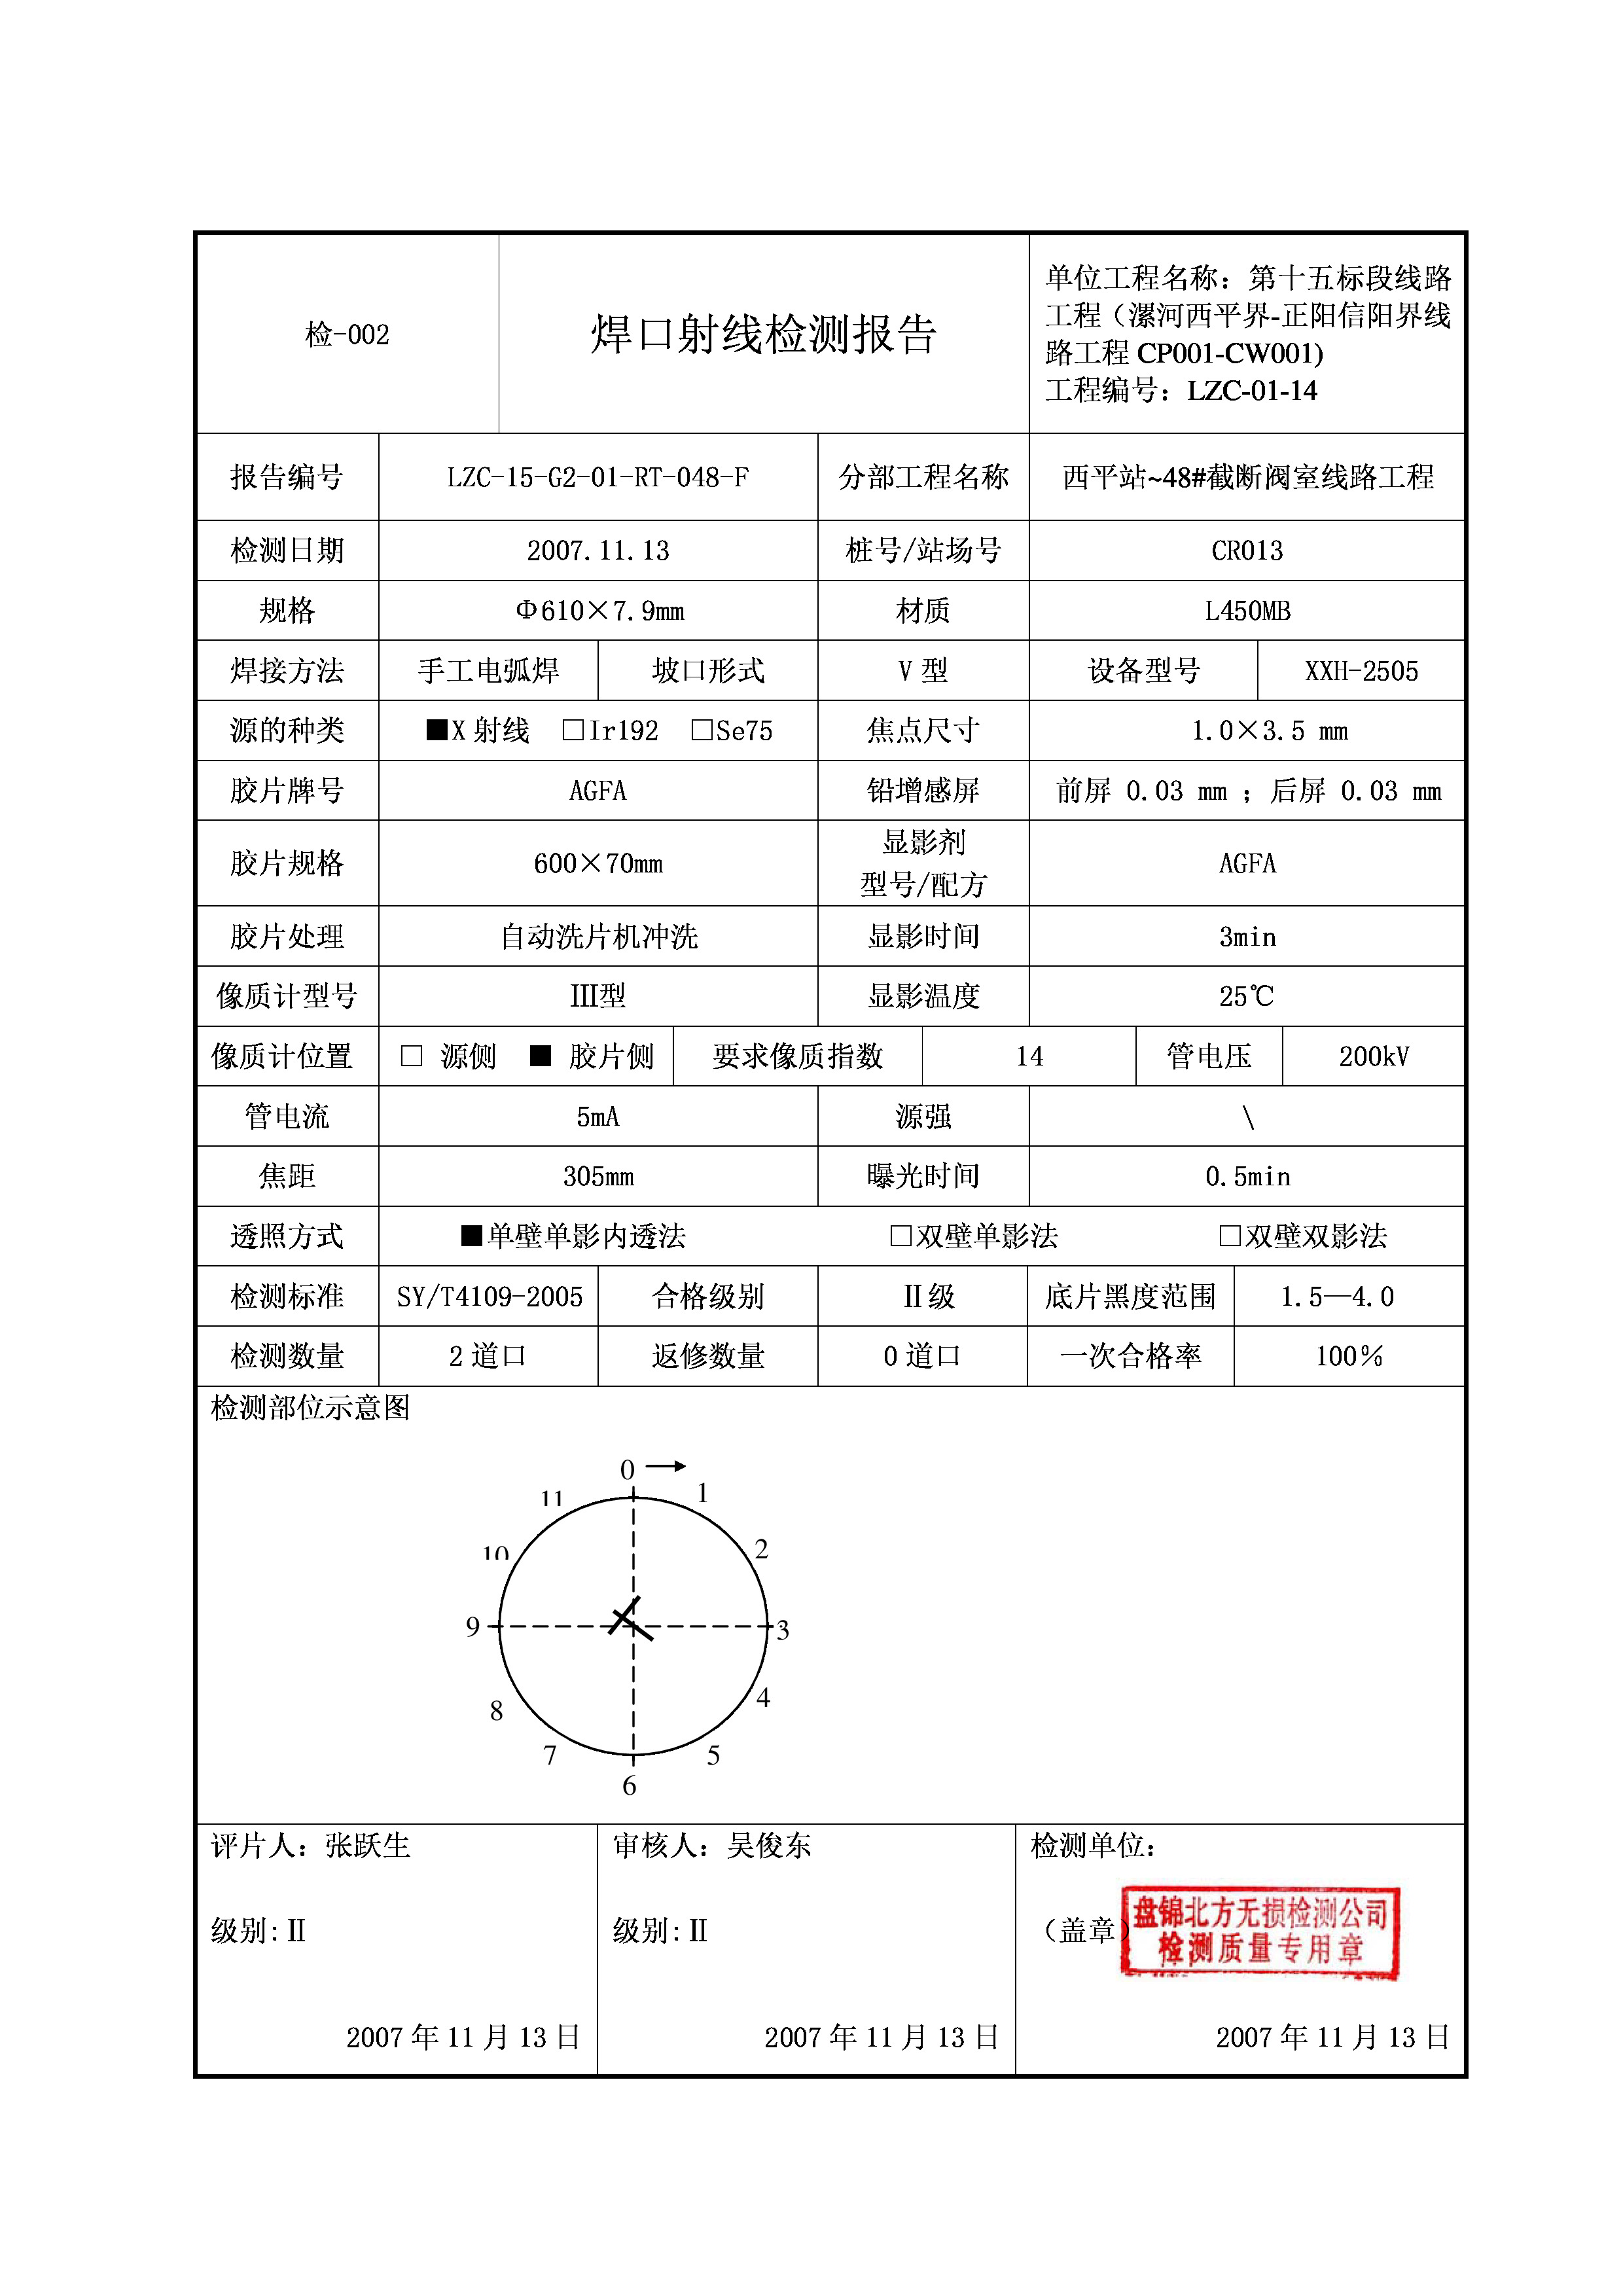 检-002
焊口射线检测报告
单位工程名称：第十五标段线路
工程（漯河西平界-正阳信阳界线
路工程 CP001-CW001)
工程编号：LZC-01-14
报告编号 LZC-15-G2-01-RT-048-F 分部工程名称 西平站~48#截断阀室线路工程
检测日期 2007.11.13 桩号/站场号 CR013
规格 Φ610×7.9mm 材质 L450MB
焊接方法 手工电弧焊 坡口形式 V 型 设备型号 XXH-2505
源的种类 ■X 射线 □Ir192 □Se75 焦点尺寸 1.0×3.5 mm
胶片牌号 AGFA 铅增感屏 前屏 0.03 mm ；后屏 0.03 mm
胶片规格 600×70mm 显影剂
型号/配方 AGFA
胶片处理 自动洗片机冲洗 显影时间 3min
像质计型号 III型 显影温度 25℃
像质计位置 □ 源侧 ■ 胶片侧 要求像质指数 14 管电压 200kV
管电流 5mA 源强 \
焦距 305mm 曝光时间 0.5min
透照方式 ■单壁单影内透法 □双壁单影法 □双壁双影法
检测标准 SY/T4109-2005 合格级别 II级 底片黑度范围 1.5—4.0
检测数量 2 道口 返修数量 0 道口 一次合格率 100%
检测部位示意图
0
11 1
10 2
9 3
8 4
7 5
6
评片人：张跃生 审核人：吴俊东 检测单位：
级别：II 级别：II （盖章）
盘锦北方无损检测公司
检测质量专用章
2007 年 11 月 13 日 2007 年 11 月 13 日 2007 年 11 月 13 日